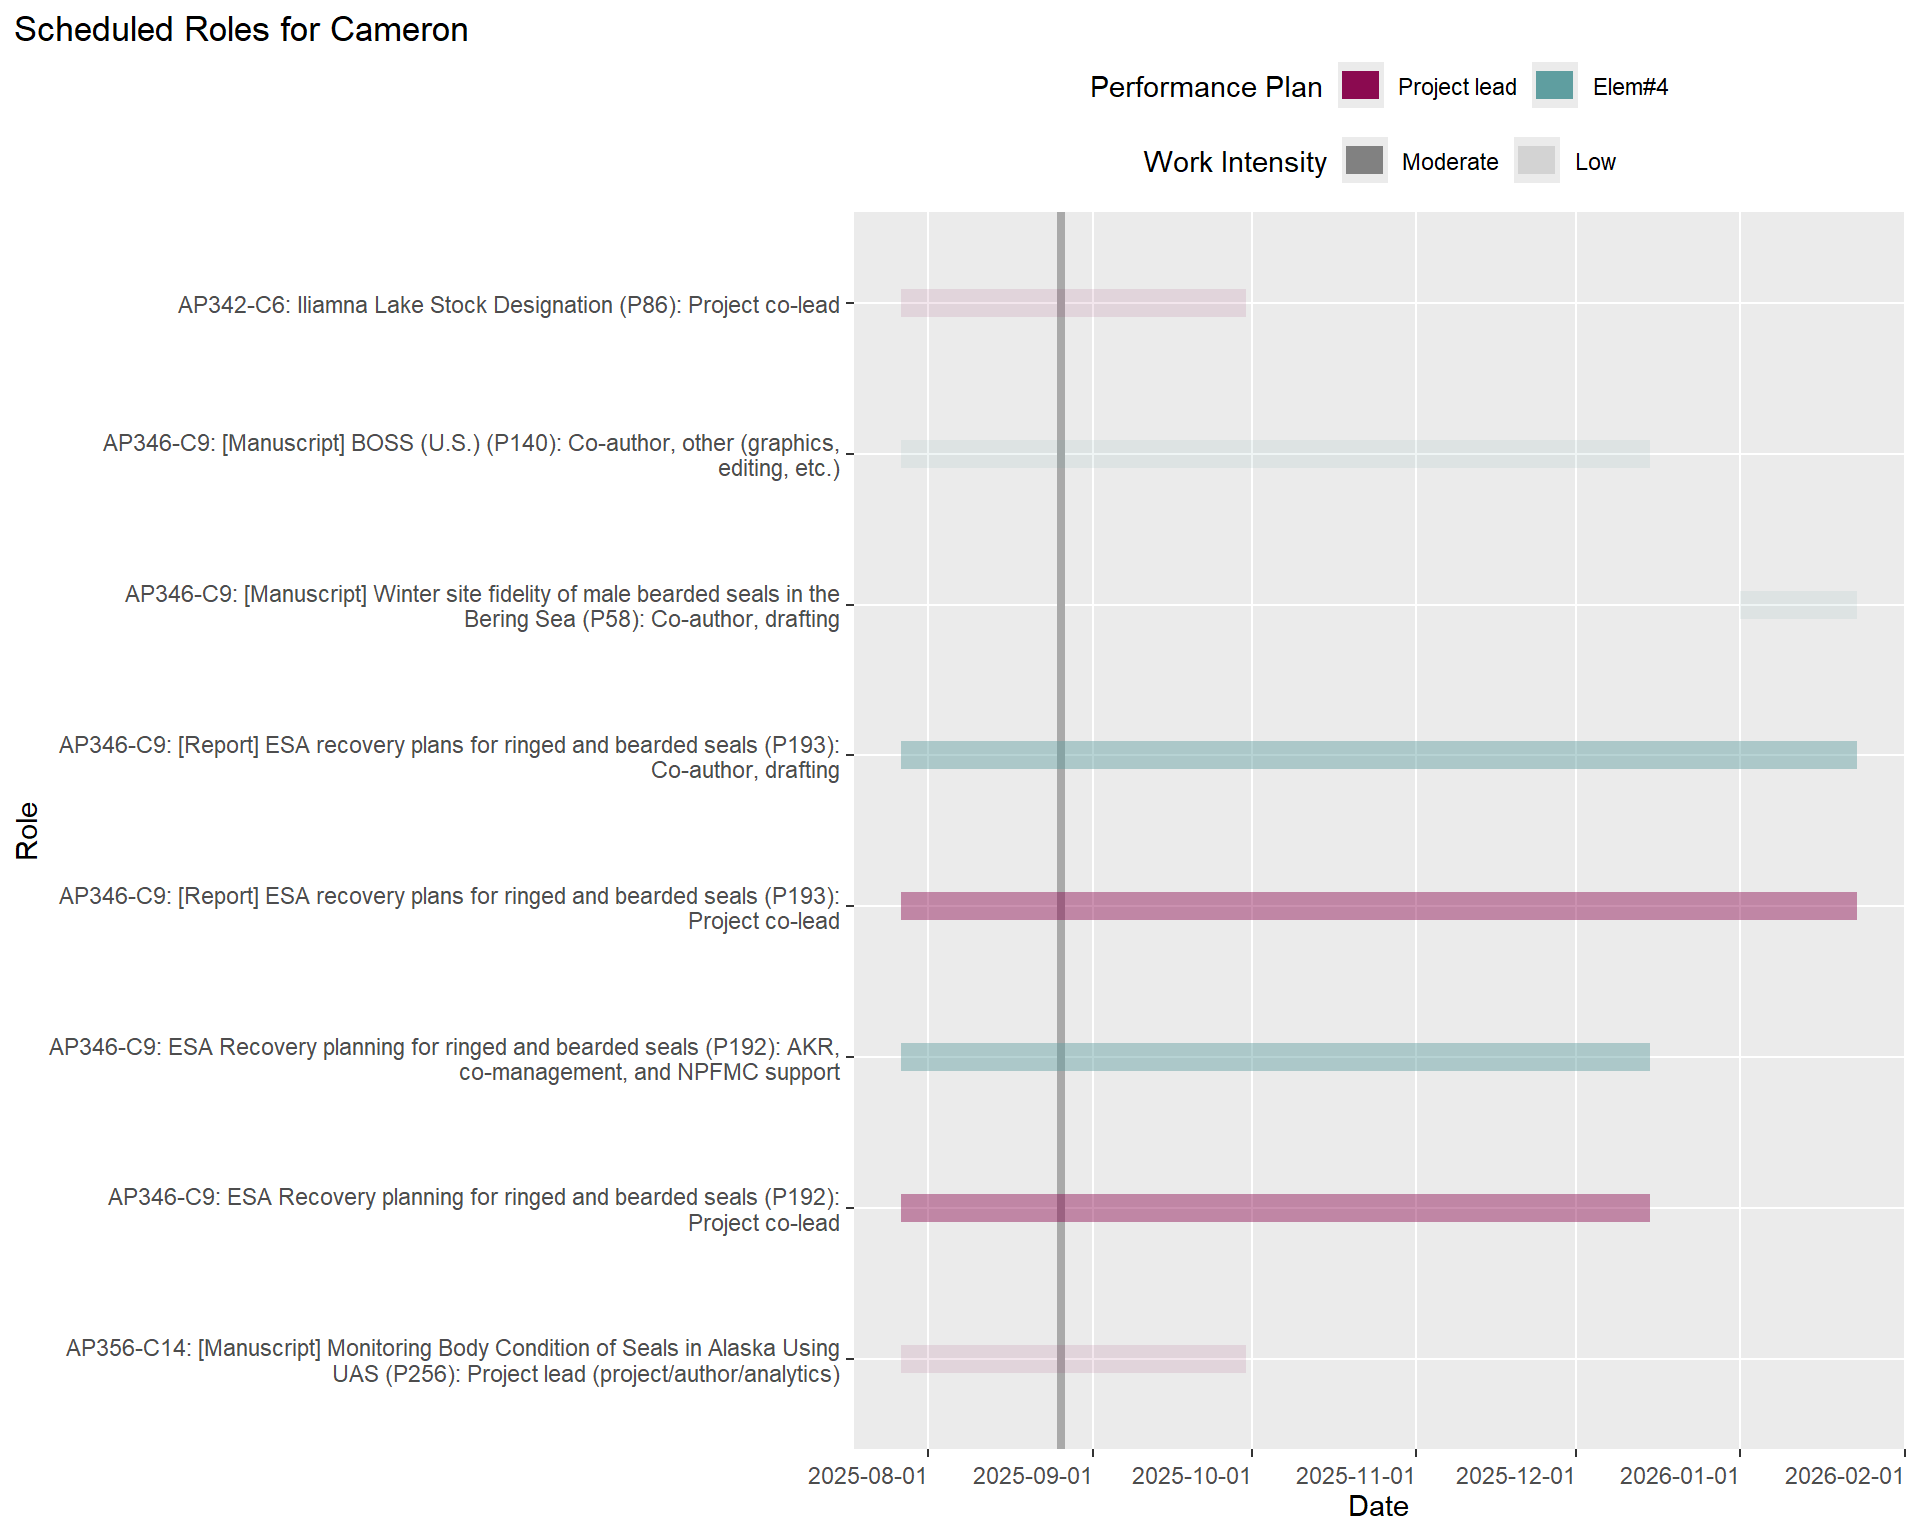 Scheduled Roles for Cameron
Performance Plan Project lead Elem#4
Work Intensity Moderate Low
AP342-C6: Iliamna Lake Stock Designation (P86): Project co-lead
AP346-C9: [Manuscript] BOSS (U.S.) (P140): Co-author, other (graphics,
editing, etc.)
AP346-C9: [Manuscript] Winter site fidelity of male bearded seals in the
Bering Sea (P58): Co-author, drafting
AP346-C9: [Report] ESA recovery plans for ringed and bearded seals (P193):
Co-author, drafting
Role
AP346-C9: [Report] ESA recovery plans for ringed and bearded seals (P193):
Project co-lead
AP346-C9: ESA Recovery planning for ringed and bearded seals (P192): AKR,
co-management, and NPFMC support
AP346-C9: ESA Recovery planning for ringed and bearded seals (P192):
Project co-lead
AP356-C14: [Manuscript] Monitoring Body Condition of Seals in Alaska Using
UAS (P256): Project lead (project/author/analytics)
2025-08-01 2025-09-01 2025-10-01 2025-11-01 2025-12-01 2026-01-01 2026-02-01
Date